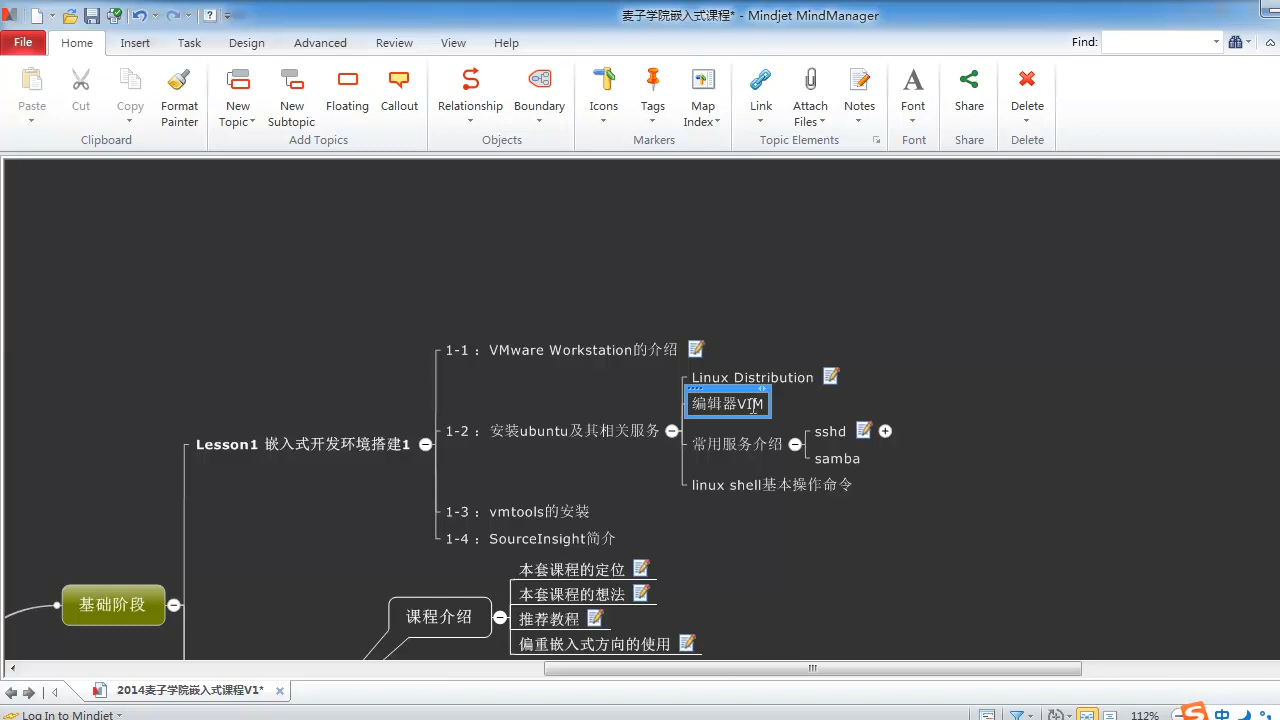 麦子学院嵌入式课程* - Mindjet MindManager
File Home Insert Task Design Advanced Review View Help Find:
Paste Cut Copy Format Painter New Topic New Subtopic Floating Callout Relationship Boundary Icons Tags Map Index Link Attach Files Notes Font Share Delete
Clipboard Add Topics Objects Markers Topic Elements Font Share Delete
1-1 : VMware Workstation的介绍
Linux Distribution
编辑器VIM
1-2 : 安装ubuntu及其相关服务
sshd
Lesson1 嵌入式开发环境搭建1
常用服务介绍
samba
linux shell基本操作命令
1-3 : vmtools的安装
1-4 : SourceInsight简介
本套课程的定位
本套课程的想法
基础阶段
课程介绍
推荐教程
偏重嵌入式方向的使用
2014麦子学院嵌入式课程V1*
Log In to Mindjet 112% 中